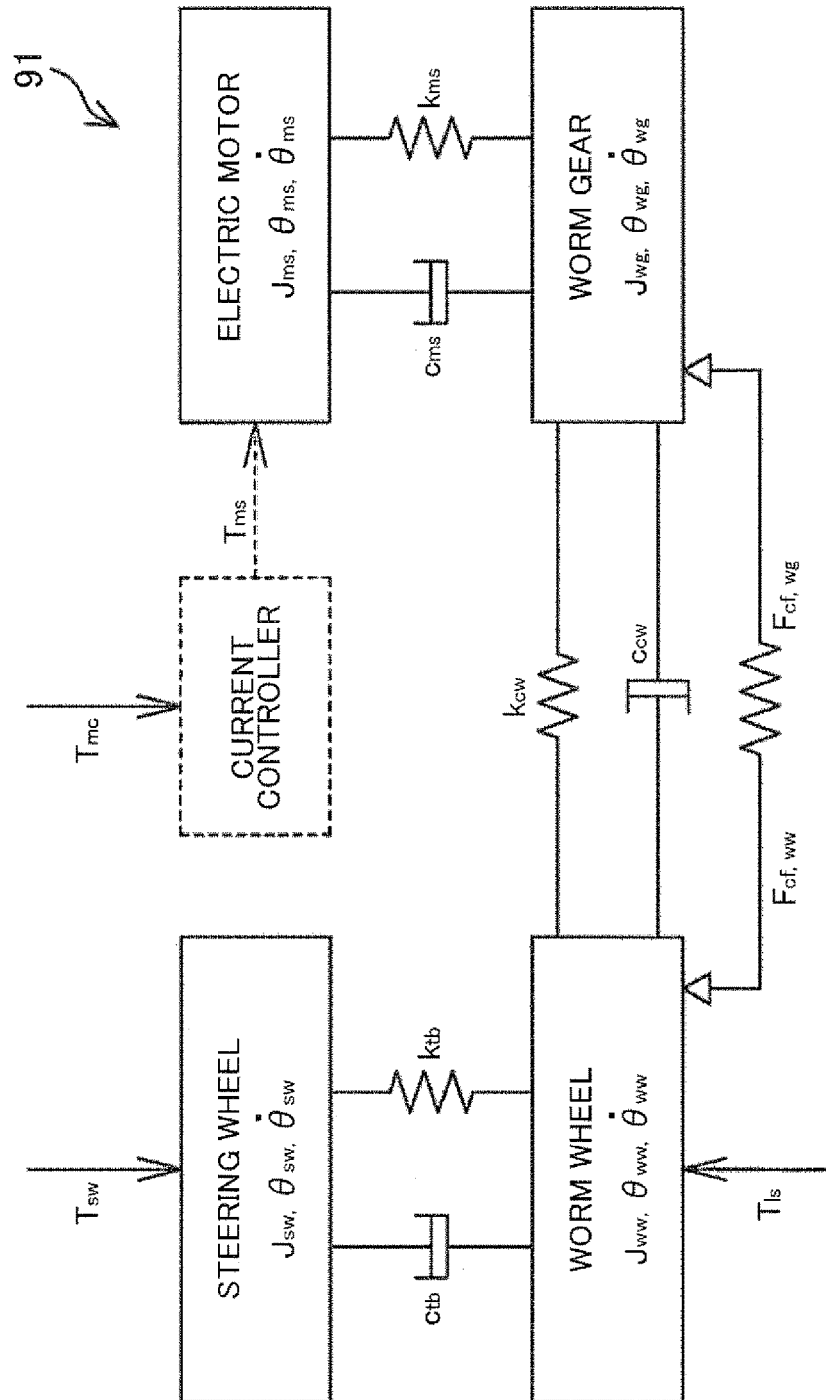 91
Tsw
Tmc
STEERING WHEEL
Jsw, θsw, θ̇sw
CURRENT
CONTROLLER
Tms
ELECTRIC MOTOR
Jms, θms, θ̇ms
ctb
ktb
cms
kms
WORM WHEEL
Jww, θww, θ̇ww
kcw
ccw
WORM GEAR
Jwg, θwg, θ̇wg
Tls
Fcf, ww
Fcf, wg